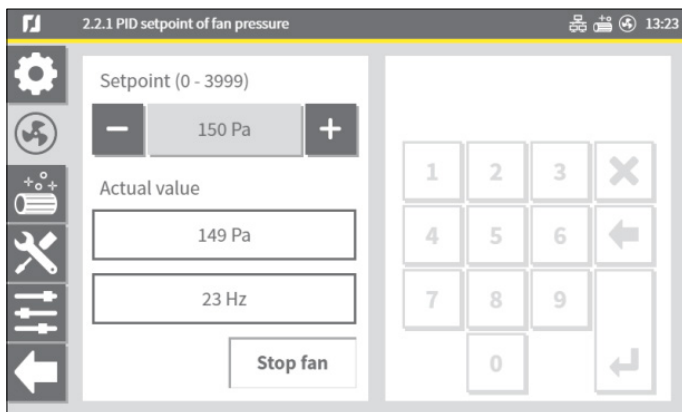 2.2.1 PID setpoint of fan pressure 13:23
Setpoint (0 - 3999)
150 Pa
Actual value
149 Pa
23 Hz
Stop fan
1 2 3
4 5 6
7 8 9
0